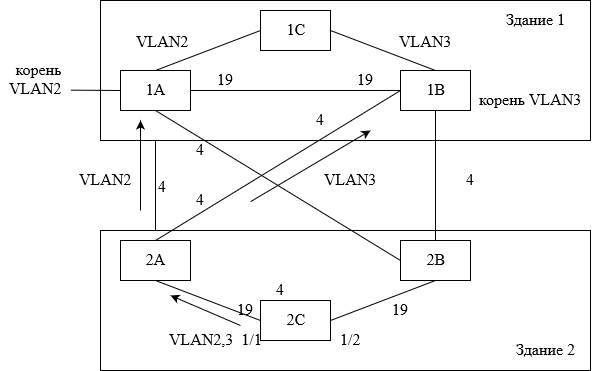 Здание 1
1C
VLAN2
VLAN3
корень
VLAN2
1A
19
19
1B
корень VLAN3
4
4
VLAN2
4
VLAN3
4
4
2A
2B
4
19
2C
19
VLAN2,3 1/1
1/2
Здание 2